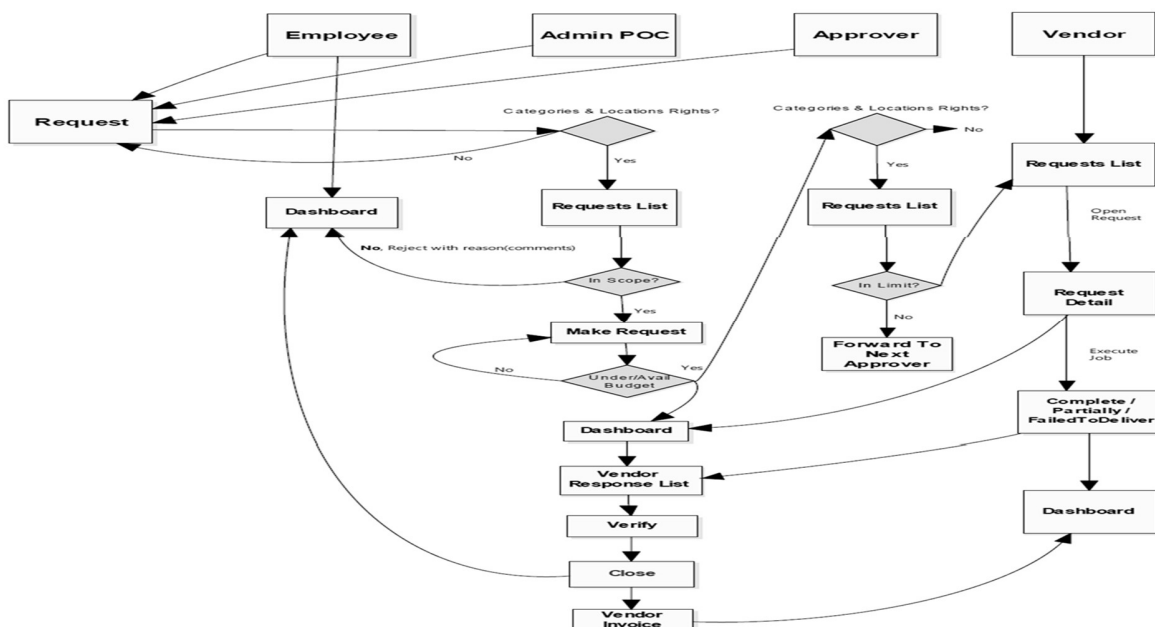 Employee
Admin POC
Approver
Vendor
Request
Categories & Locations Rights?
Categories & Locations Rights?
No
No
Yes
Yes
Requests List
Dashboard
Requests List
Requests List
Open
Request
No, Reject with reason(comments)
In Scope?
In Limit?
Request
Detail
Yes
No
Make Request
Forward To
Next
Approver
Execute
Job
No
Under/Avail
Budget
Yes
Complete /
Partially /
FailedToDeliver
Dashboard
Vendor
Response List
Dashboard
Verify
Close
Vendor
Invoice